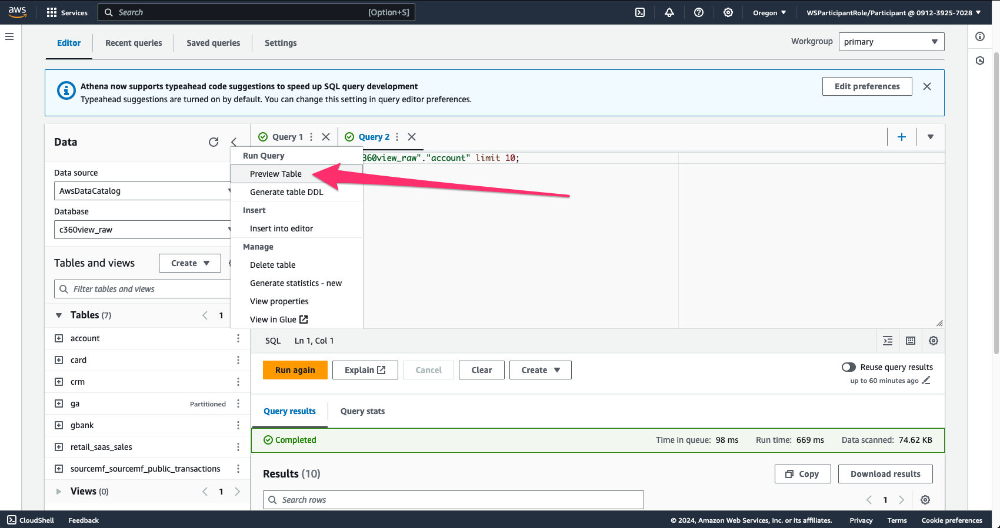 aws
Services
Search
[Option+S]
Oregon
WSParticipantRole/Participant @ 0912-3925-7028
Editor
Recent queries
Saved queries
Settings
Workgroup
primary
Athena now supports typeahead code suggestions to speed up SQL query development
Typeahead suggestions are turned on by default. You can change this setting in query editor preferences.
Edit preferences
Data
Data source
AwsDataCatalog
Database
c360view_raw
Tables and views
Create
Filter tables and views
Tables (7)
1
account
card
crm
ga
Partitioned
gbank
retail_saas_sales
sourcemf_sourcemf_public_transactions
Views (0)
1
Query 1
Query 2
Run Query
Preview Table
Generate table DDL
Insert
Insert into editor
Manage
Delete table
Generate statistics - new
View properties
View in Glue
360view_raw"."account" limit 10;
SQL
Ln 1, Col 1
Run again
Explain
Cancel
Clear
Create
Reuse query results
up to 60 minutes ago
Query results
Query stats
Completed
Time in queue: 98 ms
Run time: 669 ms
Data scanned: 74.62 KB
Results (10)
Copy
Download results
Search rows
1
CloudShell
Feedback
© 2024, Amazon Web Services, Inc. or its affiliates.
Privacy
Terms
Cookie preferences